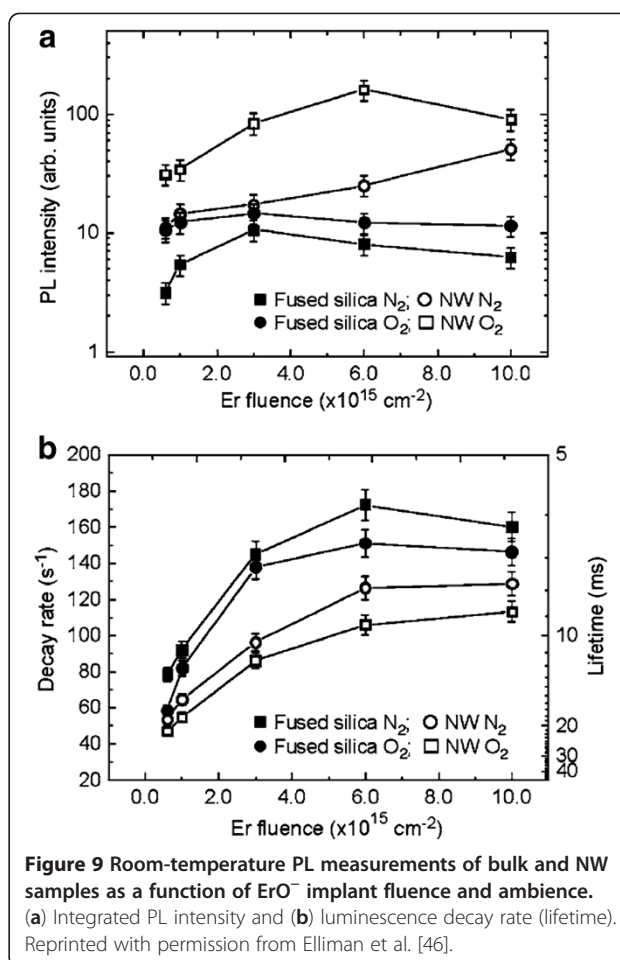 a
PL intensity (arb. units)
100
10
1
■ Fused silica N₂; ○ NW N₂
● Fused silica O₂; □ NW O₂
0.0 2.0 4.0 6.0 8.0 10.0
Er fluence (x10¹⁵ cm⁻²)
b
Decay rate (s⁻¹)
200
180
160
140
120
100
80
60
40
20
5
10
20
30
40
Lifetime (ms)
■ Fused silica N₂; ○ NW N₂
● Fused silica O₂; □ NW O₂
0.0 2.0 4.0 6.0 8.0 10.0
Er fluence (x10¹⁵ cm⁻²)
Figure 9 Room-temperature PL measurements of bulk and NW
samples as a function of ErO⁻ implant fluence and ambience.
(a) Integrated PL intensity and (b) luminescence decay rate (lifetime).
Reprinted with permission from Elliman et al. [46].